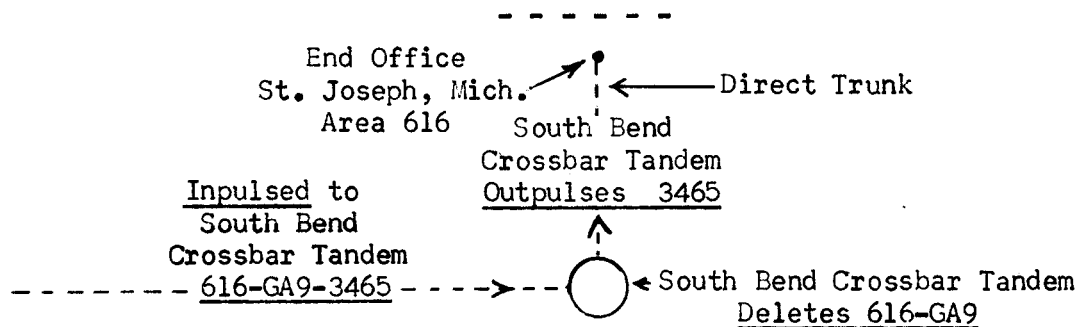 End Office
St. Joseph, Mich.
Area 616
Direct Trunk
South Bend
Crossbar Tandem
Outpulses 3465
Inpulsed to
South Bend
Crossbar Tandem
616-GA9-3465
South Bend Crossbar Tandem
Deletes 616-GA9